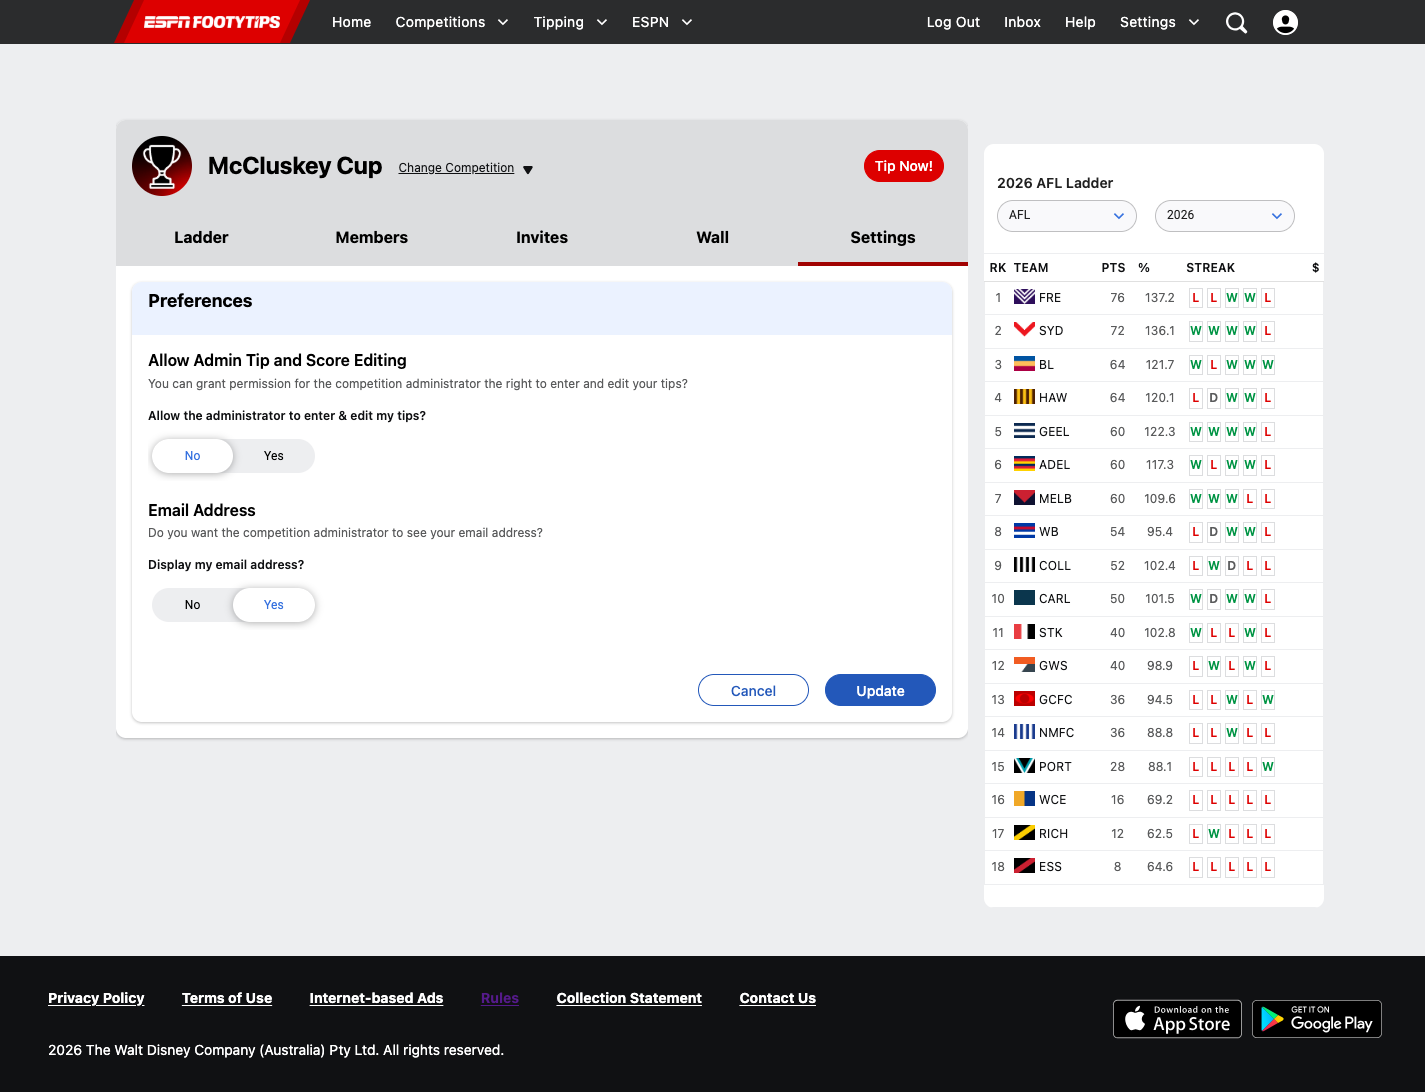 ESPN FOOTYTIPS Home Competitions Tipping ESPN Log Out Inbox Help Settings
McCluskey Cup Change Competition Tip Now!
Ladder Members Invites Wall Settings
Preferences
Allow Admin Tip and Score Editing
You can grant permission for the competition administrator the right to enter and edit your tips?
Allow the administrator to enter & edit my tips?
No Yes
Email Address
Do you want the competition administrator to see your email address?
Display my email address?
No Yes
Cancel Update
2026 AFL Ladder
AFL 2026
RK TEAM PTS % STREAK $
1 FRE 76 137.2 L L W W L
2 SYD 72 136.1 W W W W L
3 BL 64 121.7 W L W W W
4 HAW 64 120.1 L D W W L
5 GEEL 60 122.3 W W W W L
6 ADEL 60 117.3 W L W W L
7 MELB 60 109.6 W W W L L
8 WB 54 95.4 L D W W L
9 COLL 52 102.4 L W D L L
10 CARL 50 101.5 W D W W L
11 STK 40 102.8 W L L W L
12 GWS 40 98.9 L W L W L
13 GCFC 36 94.5 L L W L W
14 NMFC 36 88.8 L L W L L
15 PORT 28 88.1 L L L L W
16 WCE 16 69.2 L L L L L
17 RICH 12 62.5 L W L L L
18 ESS 8 64.6 L L L L L
Privacy Policy Terms of Use Internet-based Ads Rules Collection Statement Contact Us
2026 The Walt Disney Company (Australia) Pty Ltd. All rights reserved.
Download on the
App Store
GET IT ON
Google Play